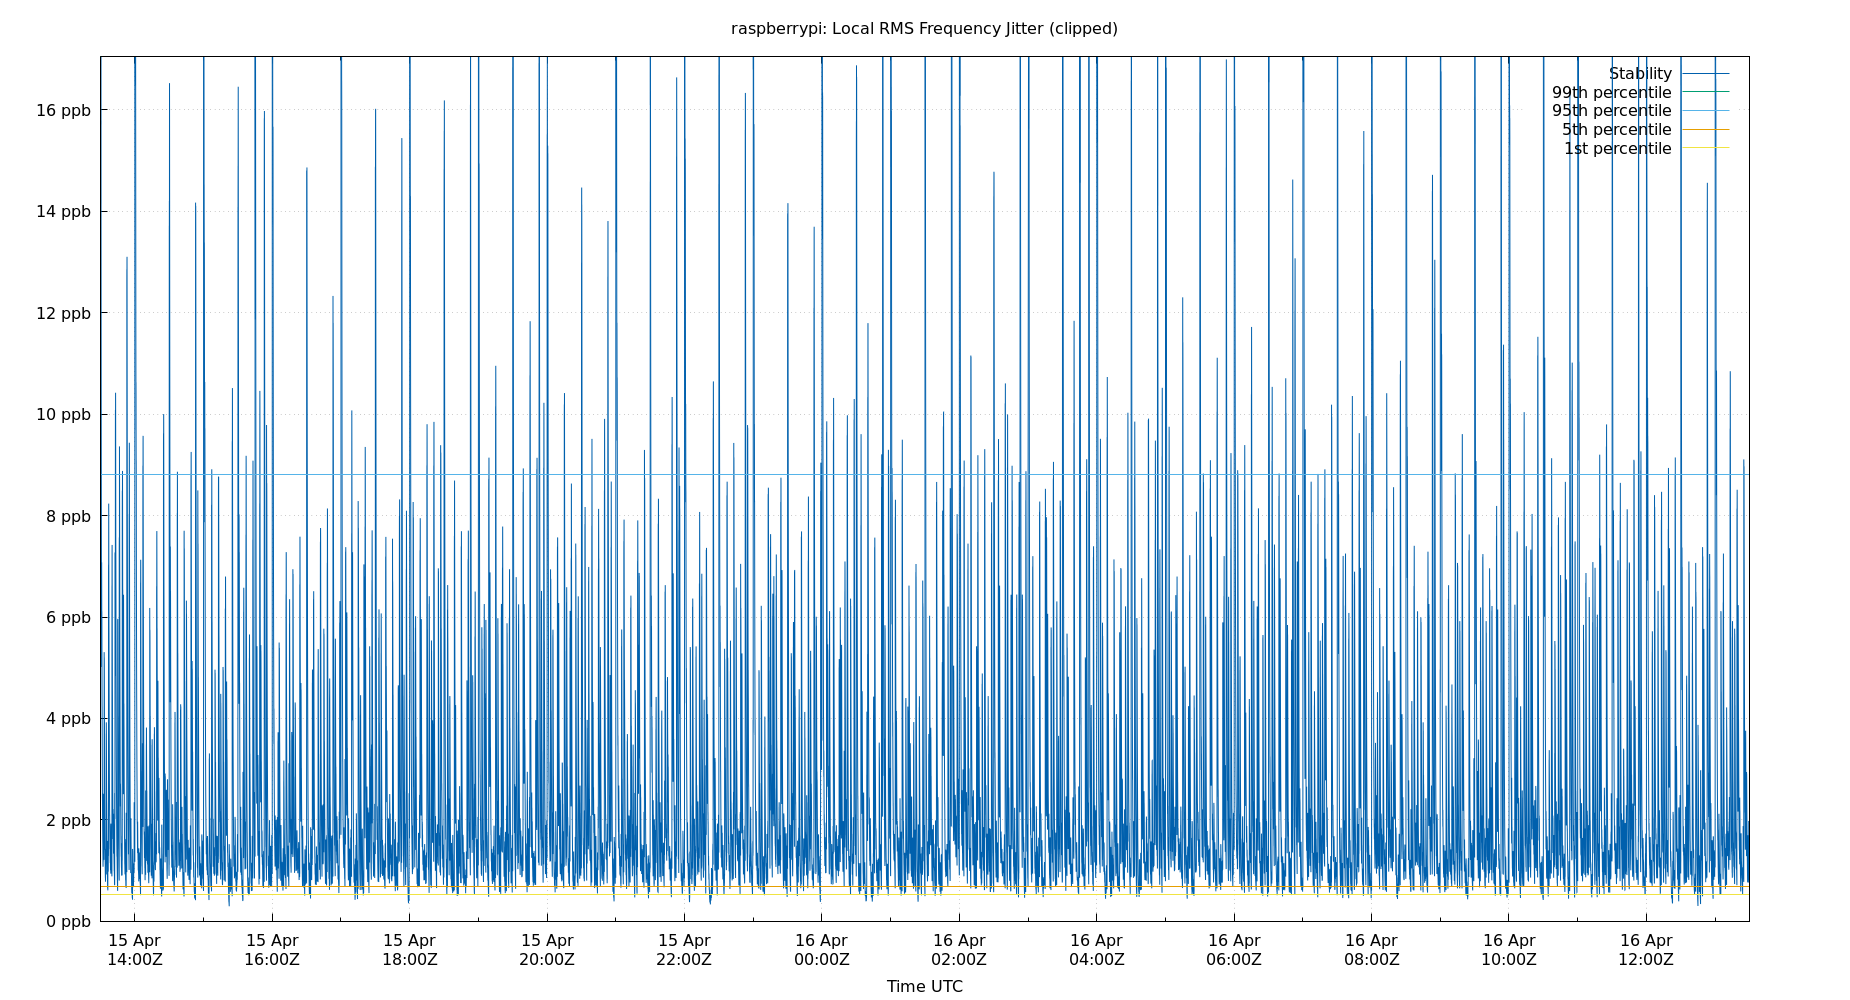 raspberrypi: Local RMS Frequency Jitter (clipped)
Stability
99th percentile
95th percentile
5th percentile
1st percentile
16 ppb
14 ppb
12 ppb
10 ppb
8 ppb
6 ppb
4 ppb
2 ppb
0 ppb
15 Apr 15 Apr 15 Apr 15 Apr 15 Apr 16 Apr 16 Apr 16 Apr 16 Apr 16 Apr 16 Apr 16 Apr
14:00Z 16:00Z 18:00Z 20:00Z 22:00Z 00:00Z 02:00Z 04:00Z 06:00Z 08:00Z 10:00Z 12:00Z
Time UTC